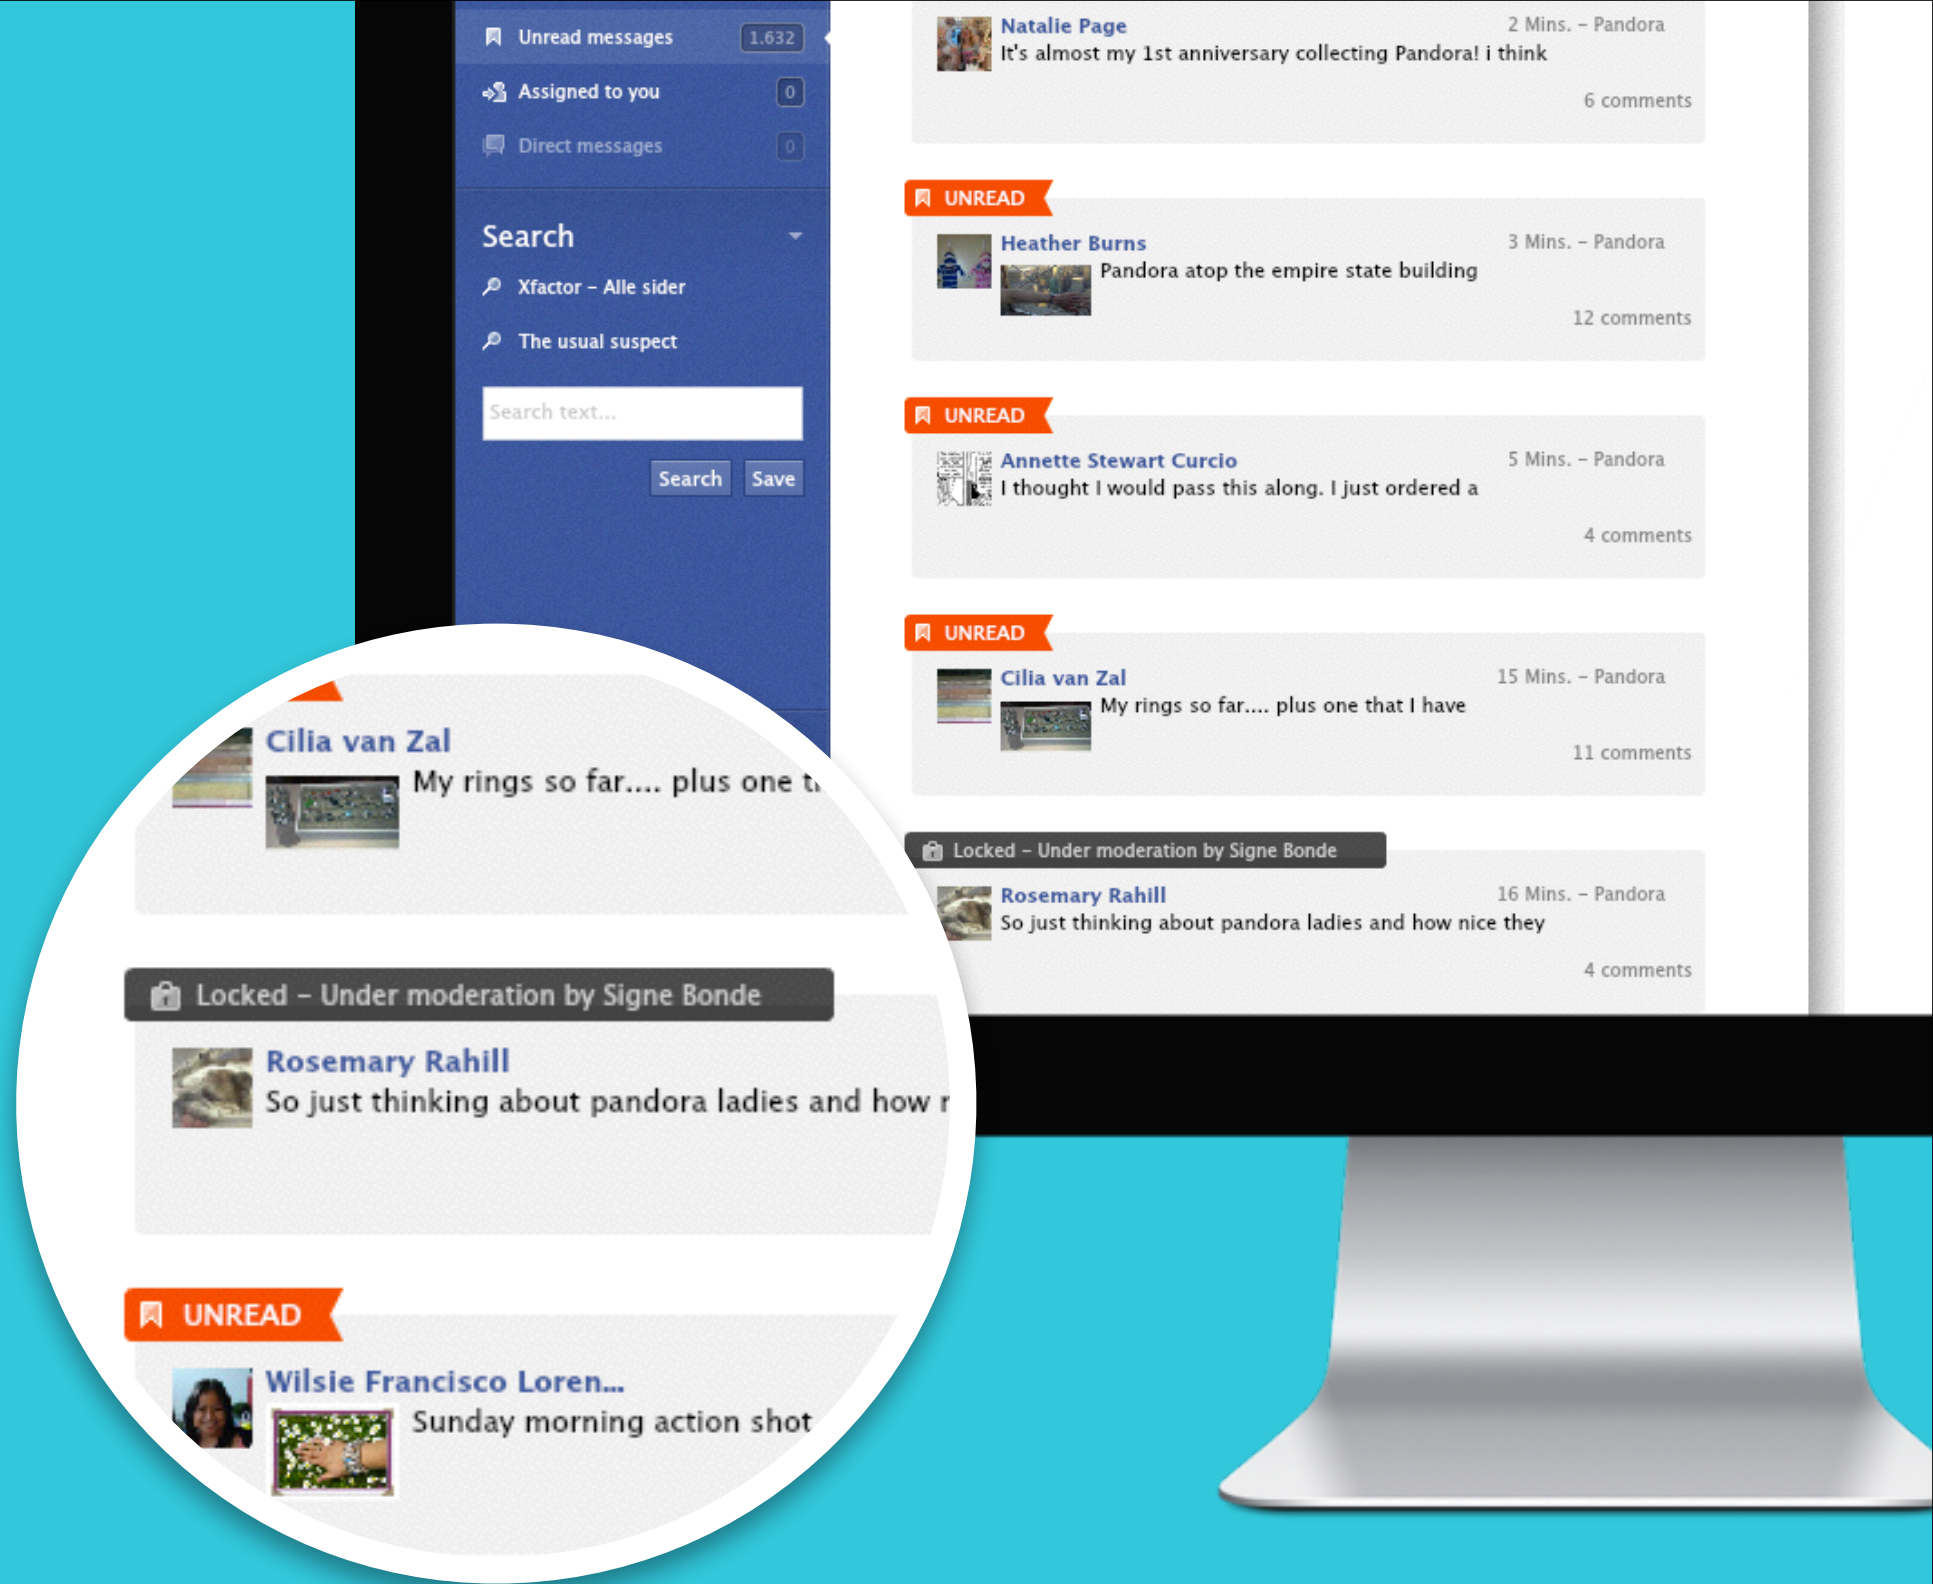 Unread messages 1.632
Assigned to you 0
Direct messages 0
Search
Xfactor – Alle sider
The usual suspect
Search text...
Search Save
Natalie Page 2 Mins. – Pandora
It's almost my 1st anniversary collecting Pandora! i think
6 comments
UNREAD
Heather Burns 3 Mins. – Pandora
Pandora atop the empire state building
12 comments
UNREAD
Annette Stewart Curcio 5 Mins. – Pandora
I thought I would pass this along. I just ordered a
4 comments
UNREAD
Cilia van Zal 15 Mins. – Pandora
My rings so far.... plus one that I have
11 comments
Locked – Under moderation by Signe Bonde
Rosemary Rahill 16 Mins. – Pandora
So just thinking about pandora ladies and how nice they
4 comments
Cilia van Zal
My rings so far.... plus one
Locked – Under moderation by Signe Bonde
Rosemary Rahill
So just thinking about pandora ladies and how
UNREAD
Wilsie Francisco Loren...
Sunday morning action shot